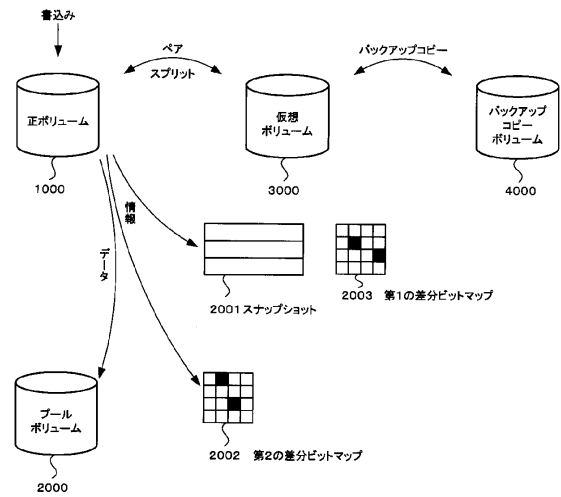 書込み
ペア
スプリット
バックアップコピー
正ボリューム
仮想
ボリューム
バックアップ
コピー
ボリューム
1000
3000
4000
情報
データ
2001 スナップショット
2003 第1の差分ビットマップ
プール
ボリューム
2002 第2の差分ビットマップ
2000